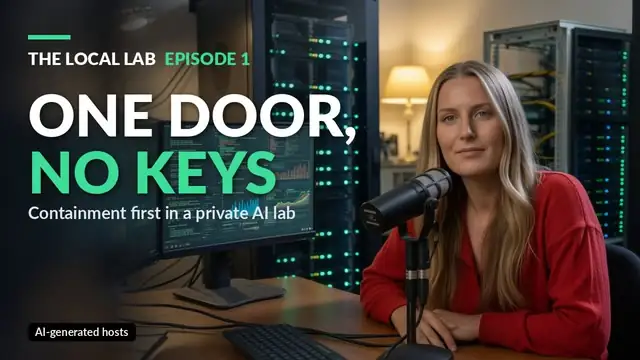 THE LOCAL LAB EPISODE 1
ONE DOOR,
NO KEYS
Containment first in a private AI lab
AI-generated hosts